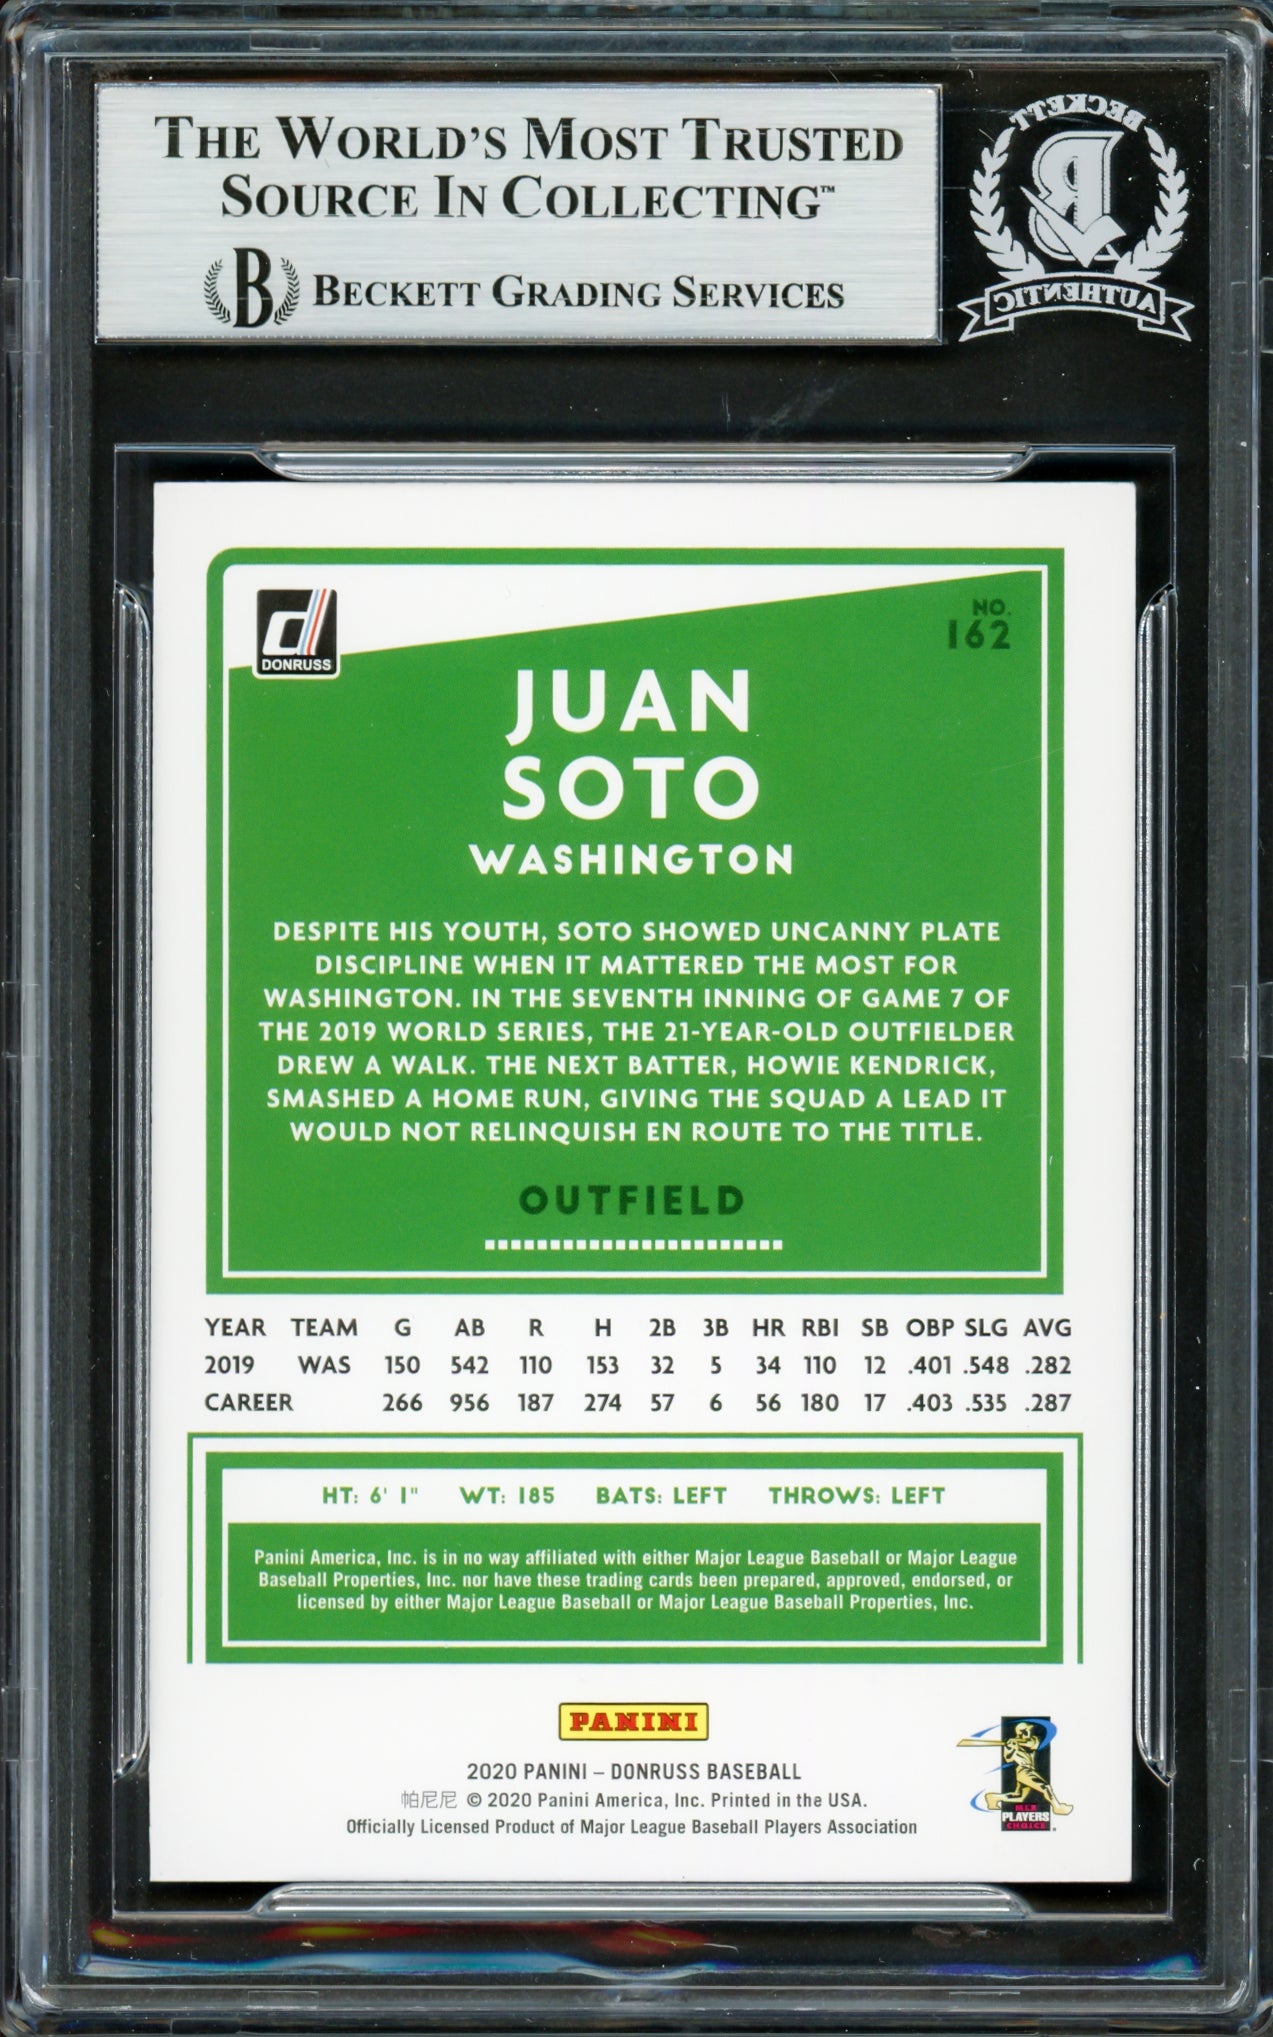 THE WORLD'S MOST TRUSTED
SOURCE IN COLLECTING™
B BECKETT GRADING SERVICES
BECKETT
B
AUTHENTIC
d
DONRUSS
NO.
162
JUAN
SOTO
WASHINGTON
DESPITE HIS YOUTH, SOTO SHOWED UNCANNY PLATE
DISCIPLINE WHEN IT MATTERED THE MOST FOR
WASHINGTON. IN THE SEVENTH INNING OF GAME 7 OF
THE 2019 WORLD SERIES, THE 21-YEAR-OLD OUTFIELDER
DREW A WALK. THE NEXT BATTER, HOWIE KENDRICK,
SMASHED A HOME RUN, GIVING THE SQUAD A LEAD IT
WOULD NOT RELINQUISH EN ROUTE TO THE TITLE.
OUTFIELD
YEAR TEAM G AB R H 2B 3B HR RBI SB OBP SLG AVG
2019 WAS 150 542 110 153 32 5 34 110 12 .401 .548 .282
CAREER 266 956 187 274 57 6 56 180 17 .403 .535 .287
HT: 6' 1" WT: 185 BATS: LEFT THROWS: LEFT
Panini America, Inc. is in no way affiliated with either Major League Baseball or Major League
Baseball Properties, Inc. nor have these trading cards been prepared, approved, endorsed, or
licensed by either Major League Baseball or Major League Baseball Properties, Inc.
PANINI
2020 PANINI – DONRUSS BASEBALL
帕尼尼 © 2020 Panini America, Inc. Printed in the USA.
Officially Licensed Product of Major League Baseball Players Association
MLB
PLAYERS
CHOICE